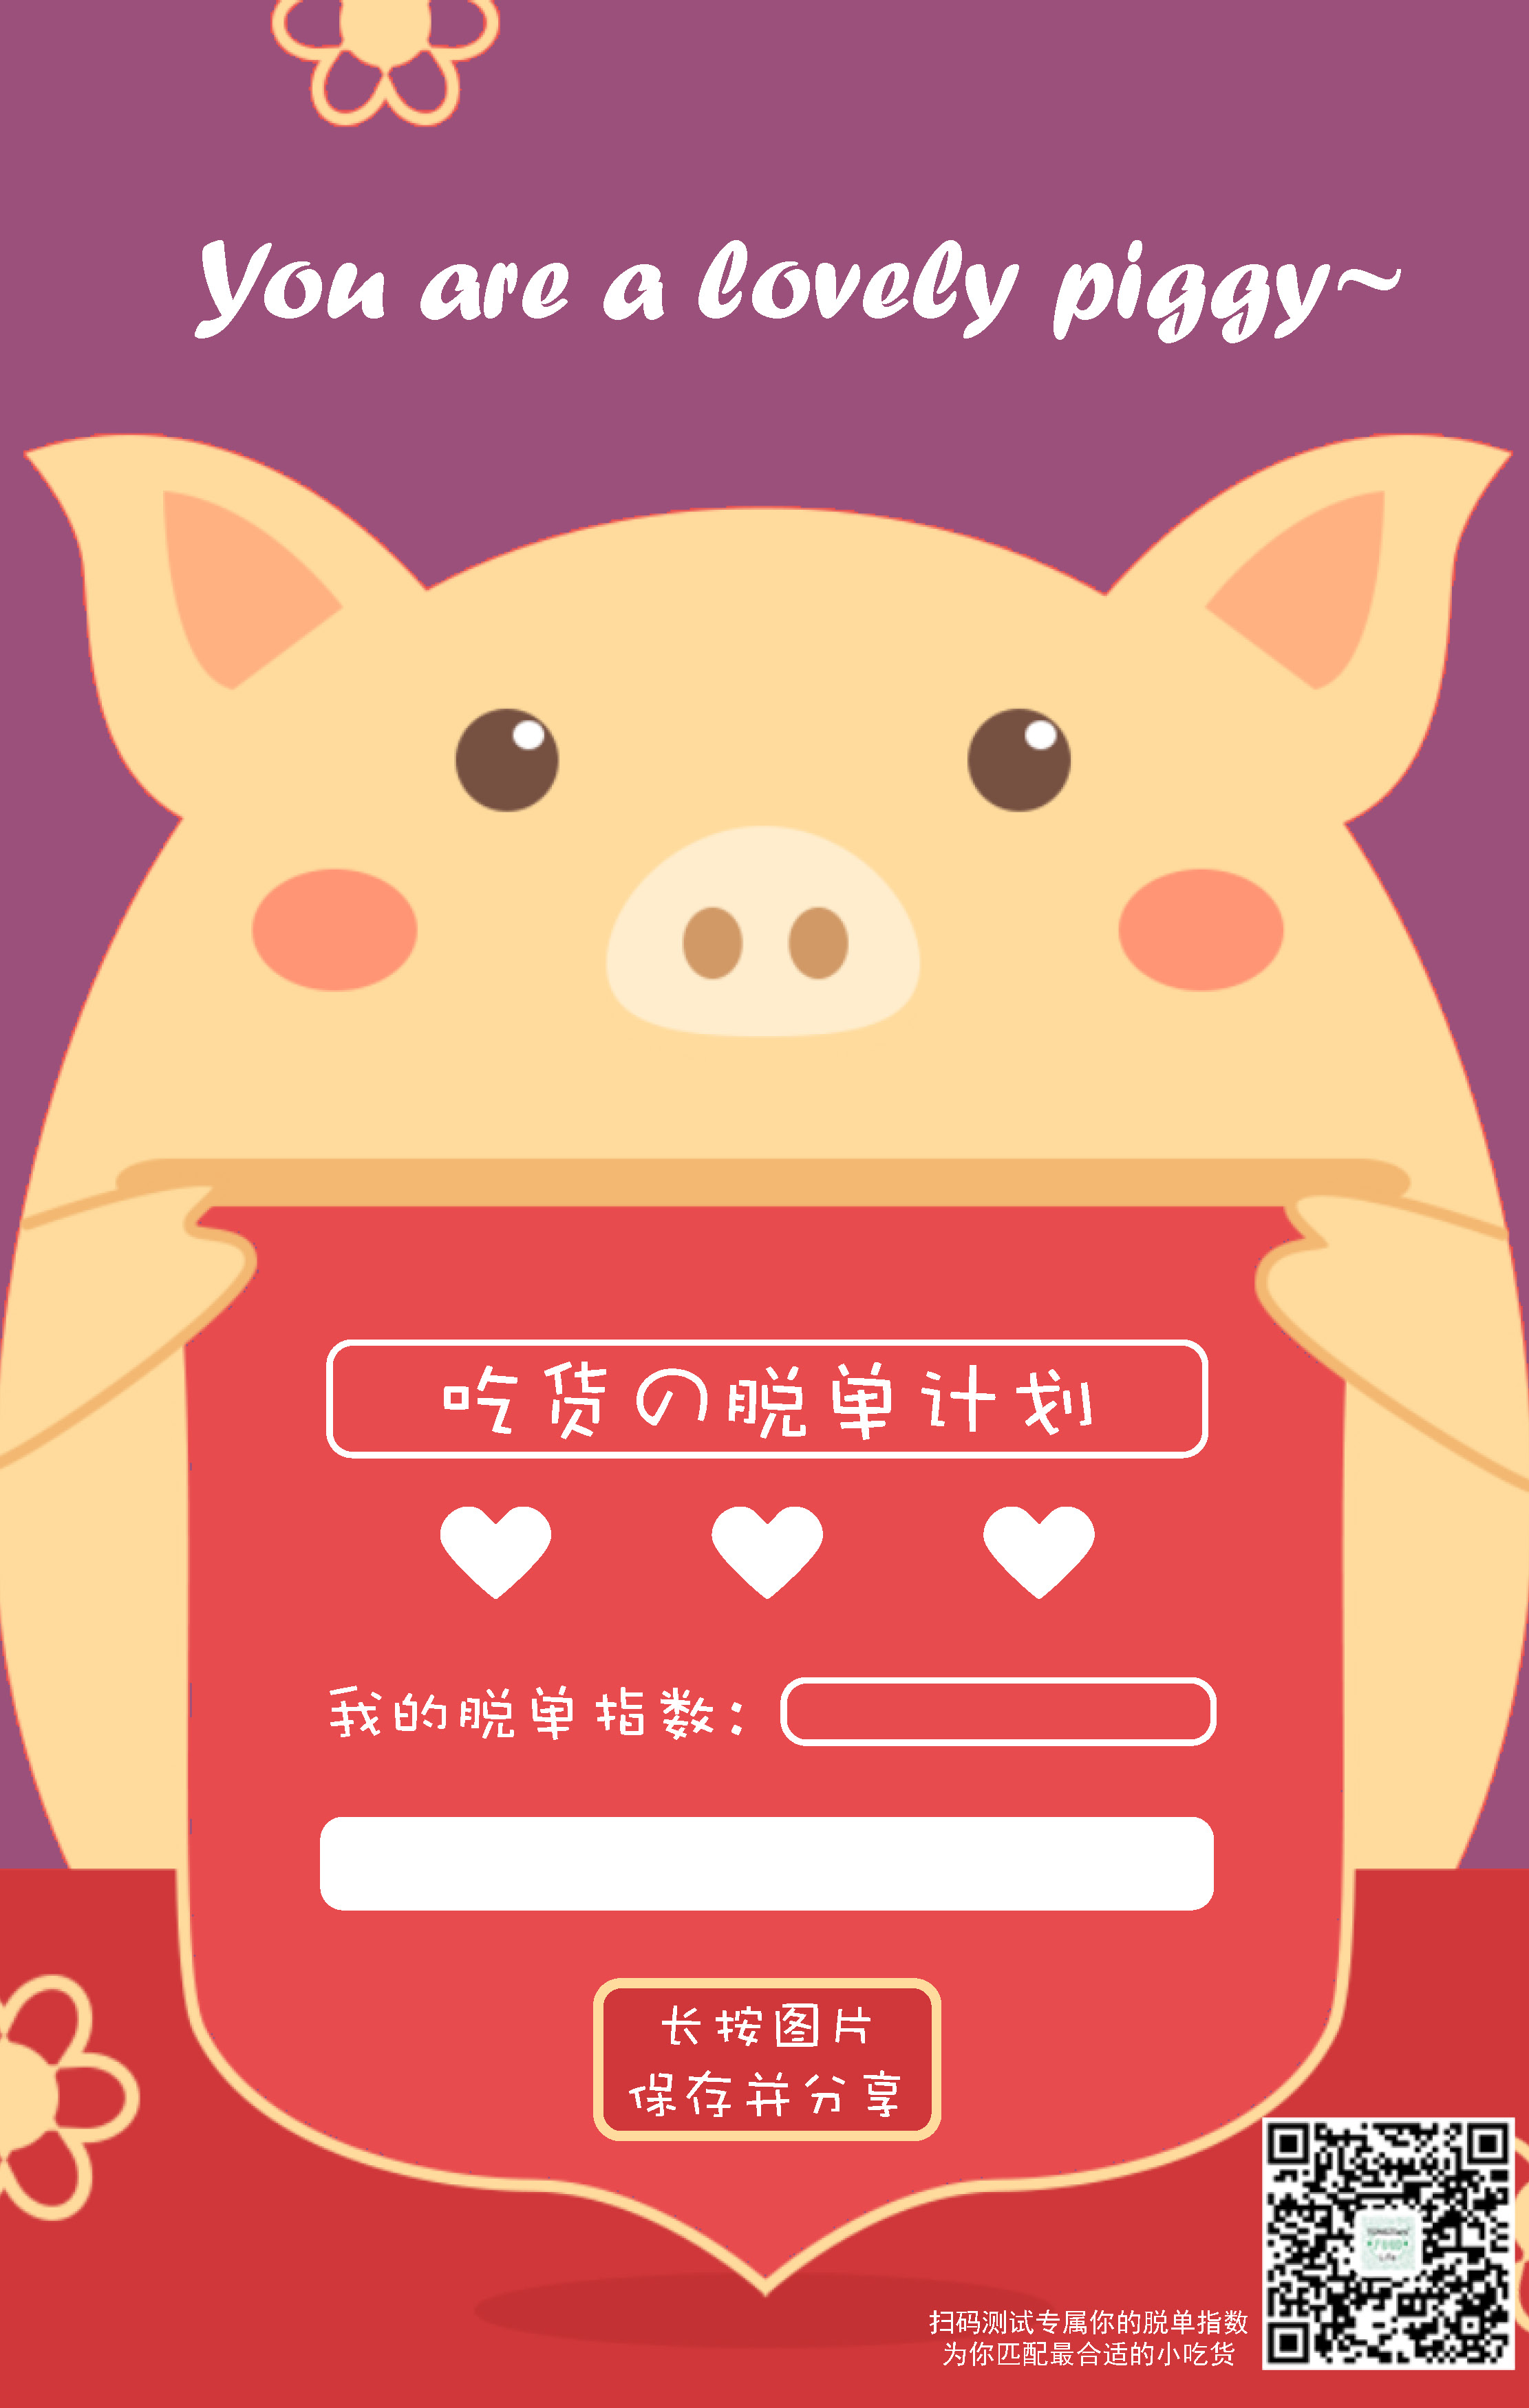 You are a lovely piggy~
吃货の脱单计划
我的脱单指数：
长按图片
保存并分享
扫码测试专属你的脱单指数
为你匹配最合适的小吃货